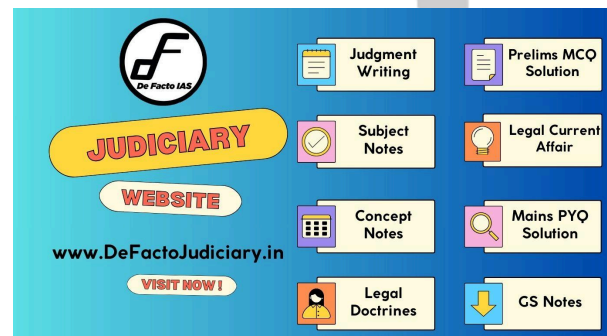 De Facto IAS
JUDICIARY
WEBSITE
www.DeFactoJudiciary.in
VISIT NOW !
Judgment
Writing
Prelims MCQ
Solution
Subject
Notes
Legal Current
Affair
Concept
Notes
Mains PYQ
Solution
Legal
Doctrines
GS Notes